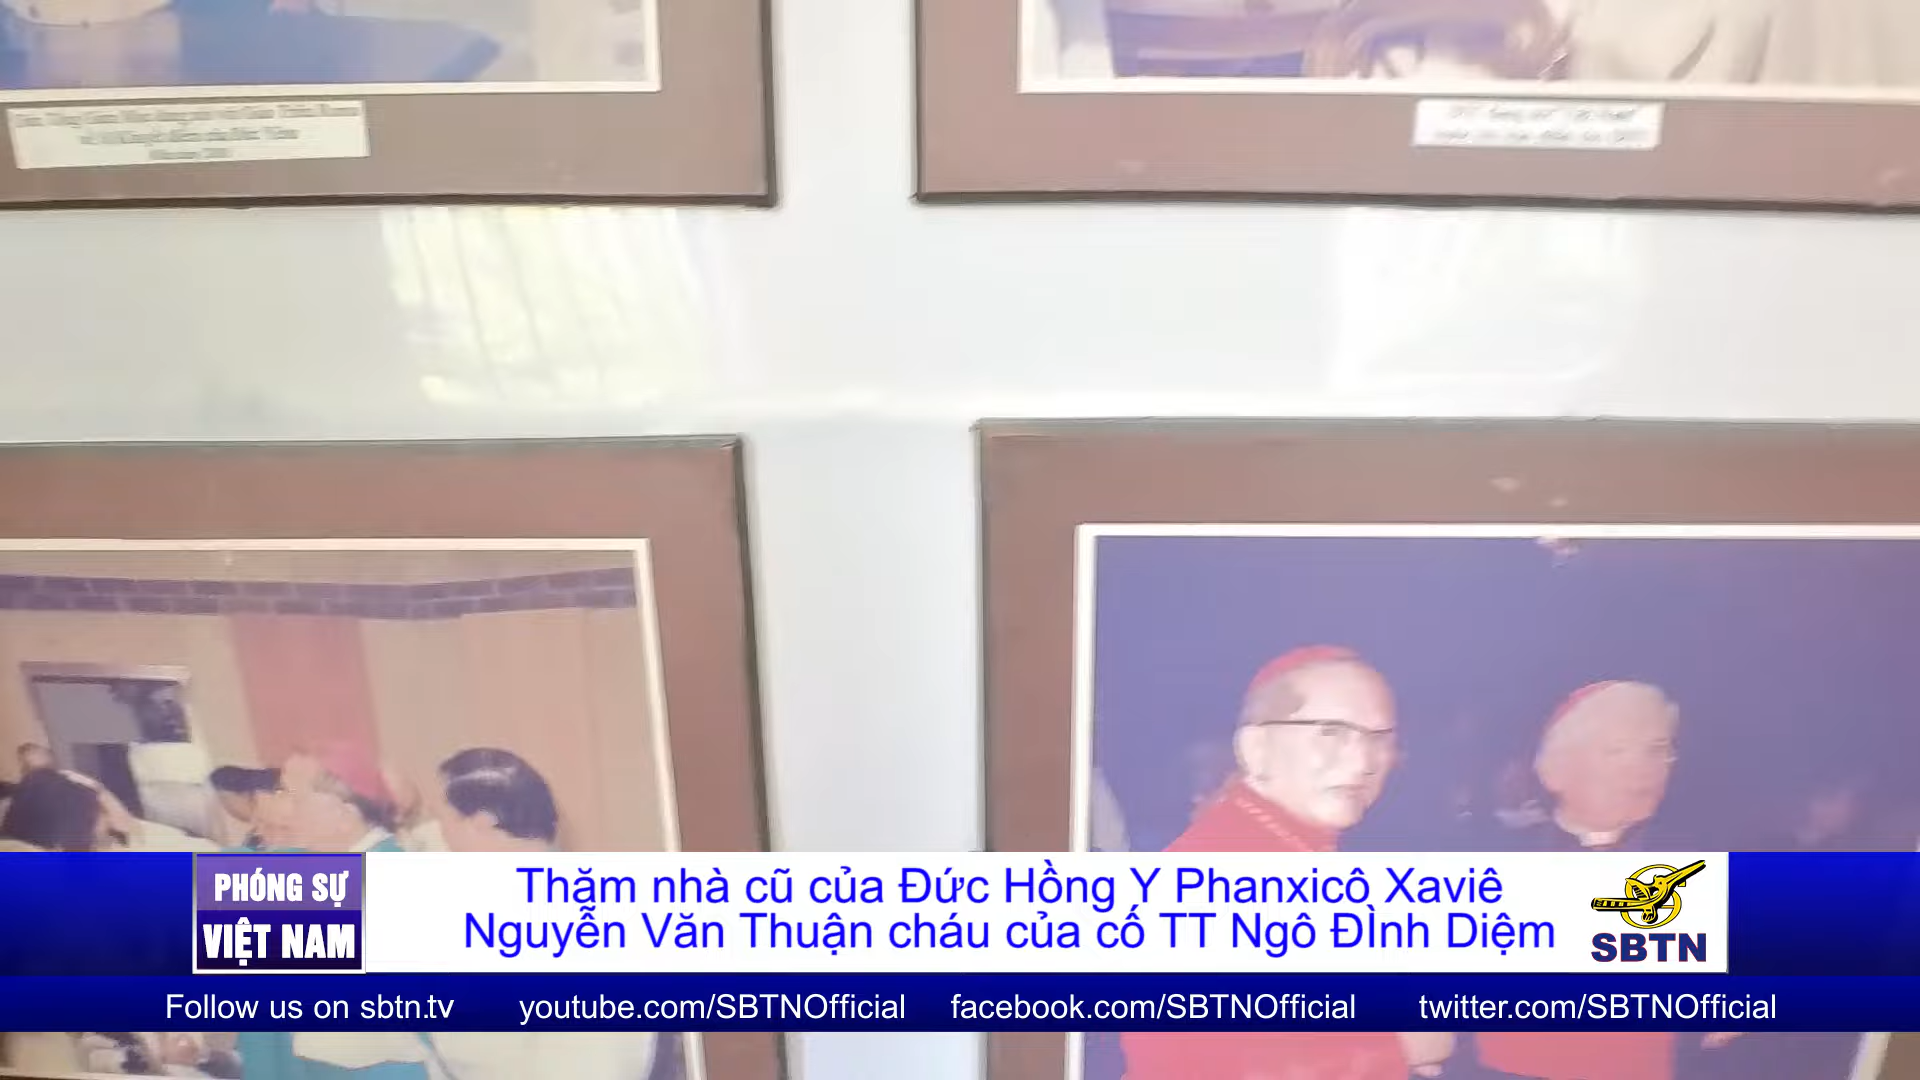 PHÓNG SỰ
VIỆT NAM
Thăm nhà cũ của Đức Hồng Y Phanxicô Xaviê
Nguyễn Văn Thuận cháu của cố TT Ngô ĐÌnh Diệm
SBTN
Follow us on sbtn.tv youtube.com/SBTNOfficial facebook.com/SBTNOfficial twitter.com/SBTNOfficial